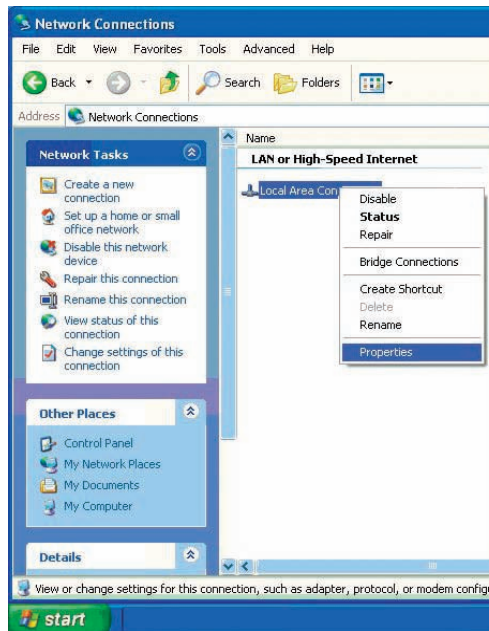 Network Connections
File Edit View Favorites Tools Advanced Help
Back Search Folders
Address Network Connections
Name
Network Tasks
LAN or High-Speed Internet
Create a new
connection
Set up a home or small
office network
Disable this network
device
Repair this connection
Rename this connection
View status of this
connection
Change settings of this
connection
Local Area Con
Disable
Status
Repair
Bridge Connections
Create Shortcut
Delete
Rename
Properties
Other Places
Control Panel
My Network Places
My Documents
My Computer
Details
View or change settings for this connection, such as adapter, protocol, or modem configu
start